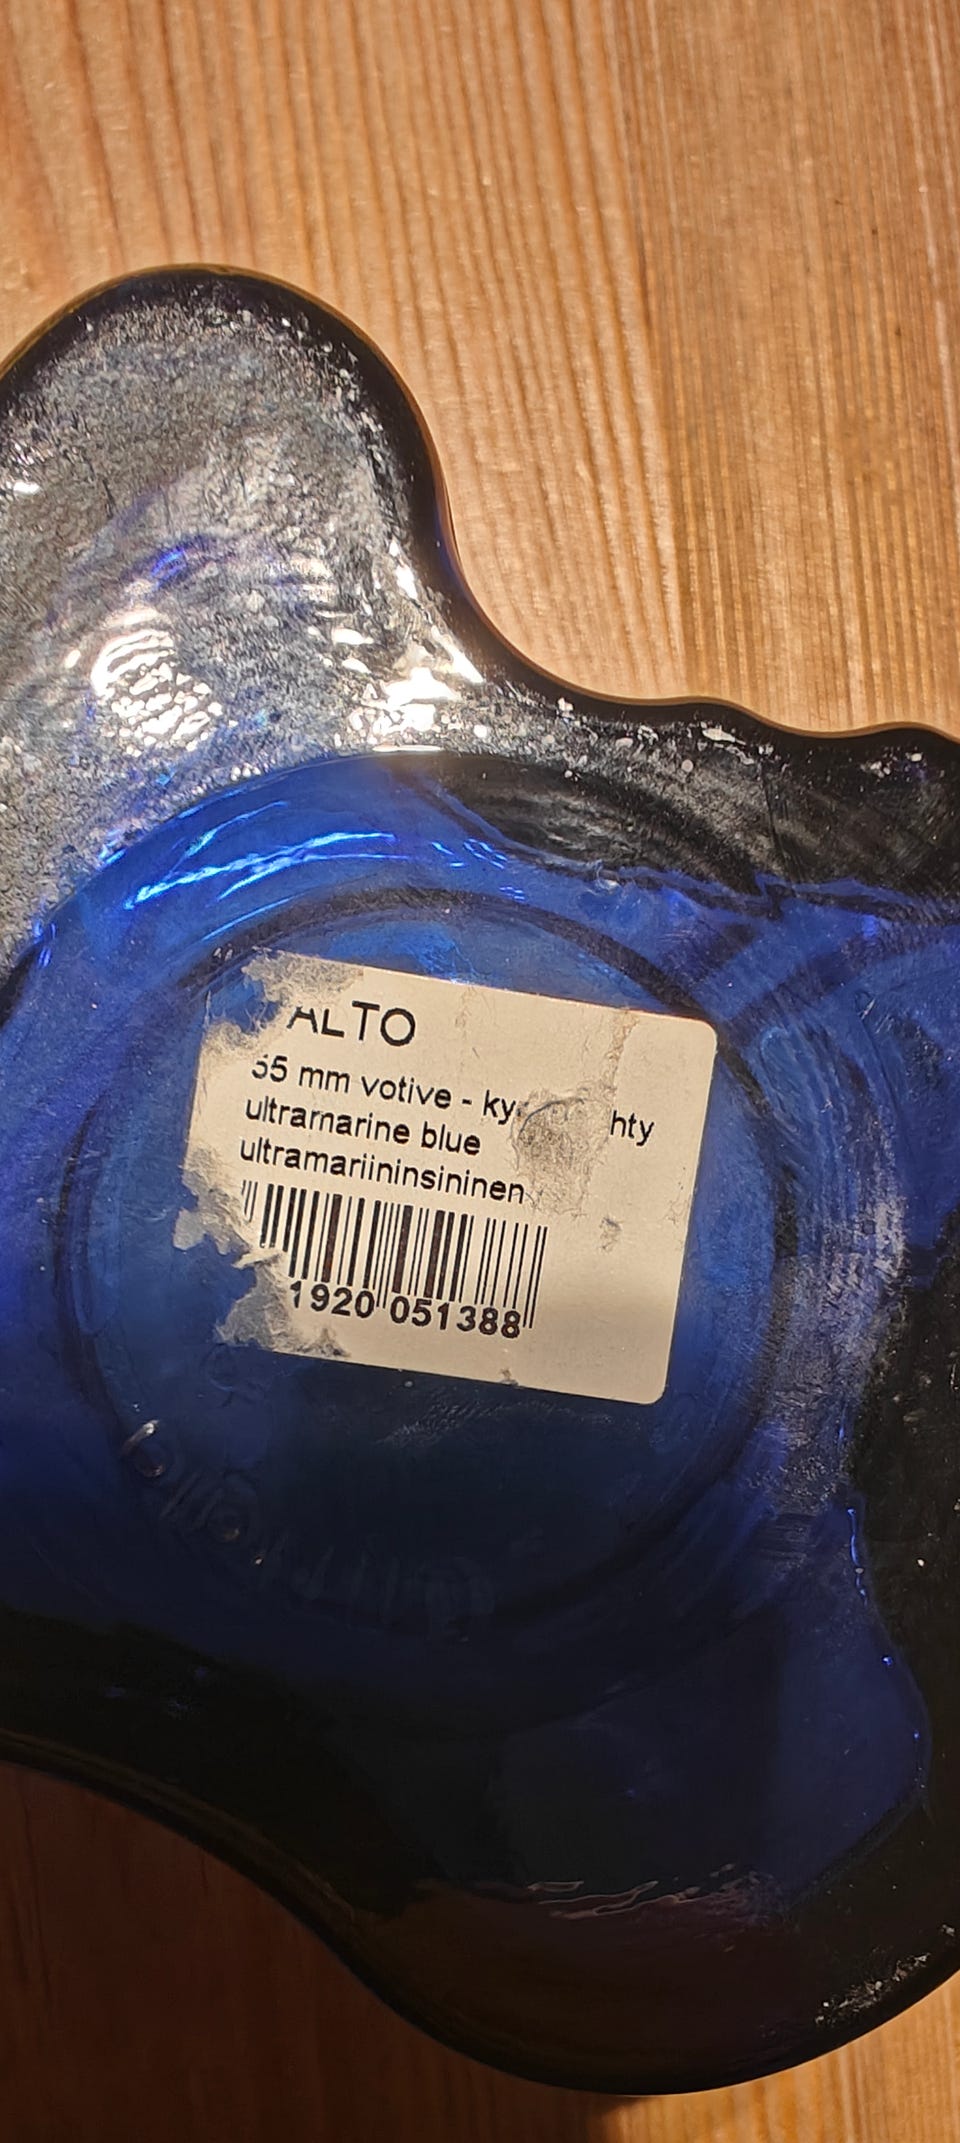 ALTO
55 mm votive - ky hty
ultramarine blue
ultramariininsininen
1920 051388